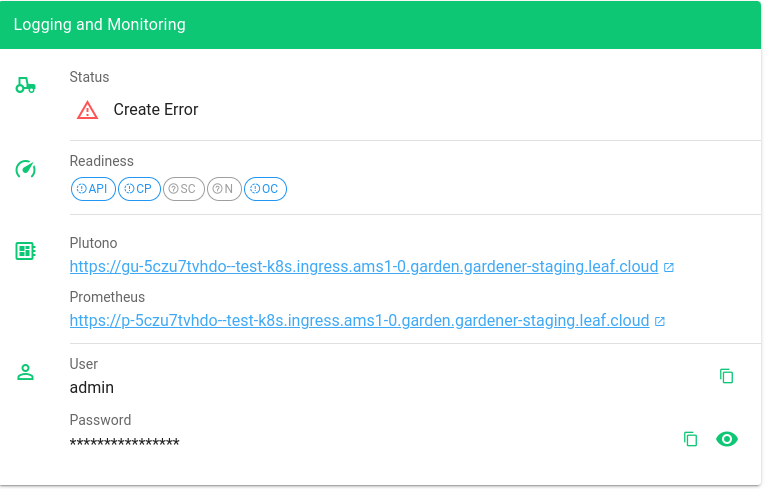 Logging and Monitoring
Status
Create Error
Readiness
API CP SC N OC
Plutono
https://gu-5czu7tvhdo--test-k8s.ingress.ams1-0.garden.gardener-staging.leaf.cloud
Prometheus
https://p-5czu7tvhdo--test-k8s.ingress.ams1-0.garden.gardener-staging.leaf.cloud
User
admin
Password
****************